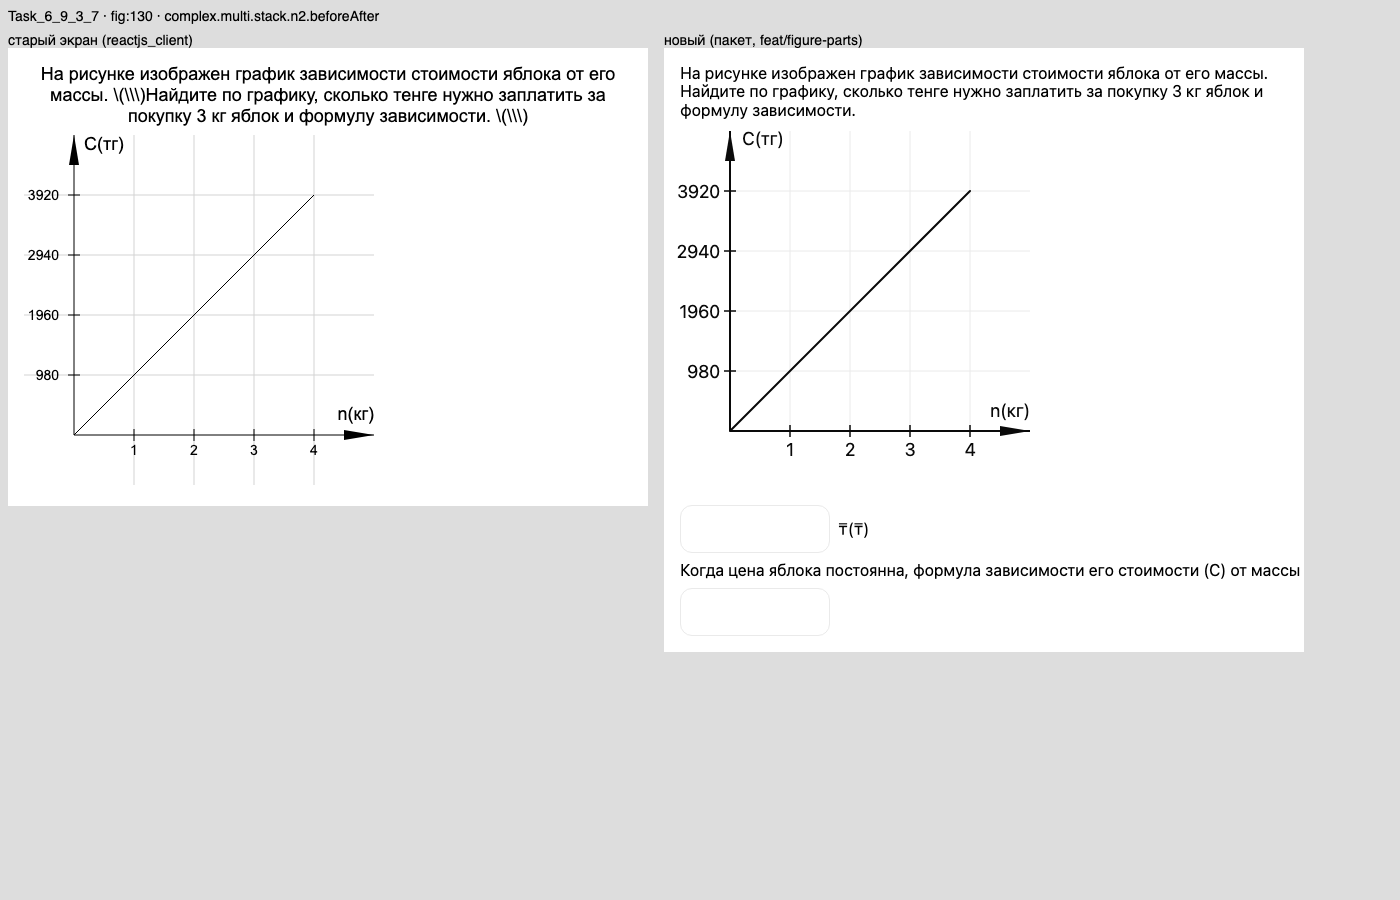 Task_6_9_3_7 · fig:130 · complex.multi.stack.n2.beforeAfter
старый экран (reactjs_client)
На рисунке изображен график зависимости стоимости яблока от его
массы. \(\\\)Найдите по графику, сколько тенге нужно заплатить за
покупку 3 кг яблок и формулу зависимости. \(\\\)
C(тг)
3920
2940
1960
980
n(кг)
1 2 3 4
новый (пакет, feat/figure-parts)
На рисунке изображен график зависимости стоимости яблока от его массы.
Найдите по графику, сколько тенге нужно заплатить за покупку 3 кг яблок и
формулу зависимости.
C(тг)
3920
2940
1960
980
n(кг)
1 2 3 4
₸(₸)
Когда цена яблока постоянна, формула зависимости его стоимости (C) от массы